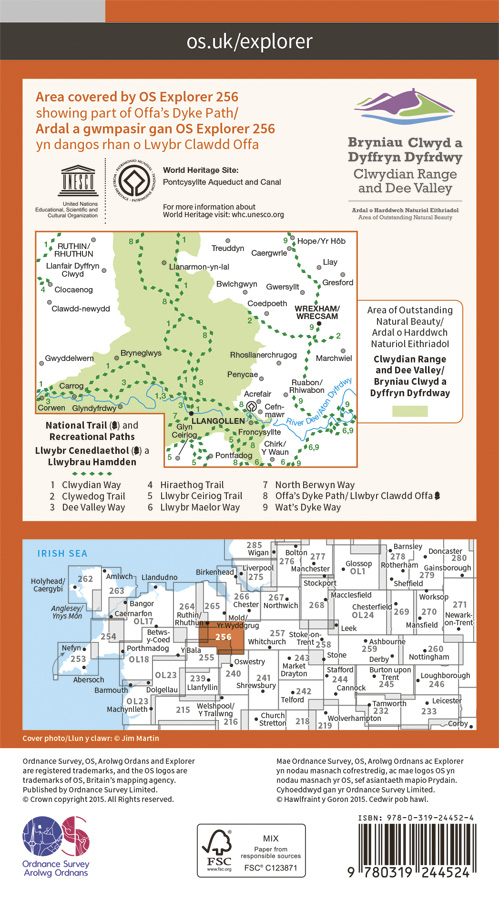 os.uk/explorer
Area covered by OS Explorer 256
showing part of Offa's Dyke Path/
Ardal a gwmpasir gan OS Explorer 256
yn dangos rhan o Lwybr Clawdd Offa
UNESCO
United Nations
Educational, Scientific and
Cultural Organization
World Heritage Site:
Pontcysyllte Aqueduct and Canal
For more information about
World Heritage visit: whc.unesco.org
Bryniau Clwyd a
Dyffryn Dyfrdwy
Clwydian Range
and Dee Valley
Ardal o Harddwch Naturiol Eithriadol
Area of Outstanding Natural Beauty
RUTHIN/
RHUTHUN
Llanfair Dyffryn
Clwyd
Clocaenog
Clawdd-newydd
Gwyddelwern
Bryneglwys
Carrog
Corwen
Glyndyfrdwy
Llanarmon-yn-Ial
Treuddyn
Hope/Yr Hôb
Caergwrle
Llay
Bwlchgwyn
Gwersyllt
Gresford
Coedpoeth
WREXHAM/
WRECSAM
Rhosllanerchrugog
Marchwiel
Penycae
Ruabon/
Rhiwabon
Acrefair
Cefn-
mawr
River Dee/Afon Dyfrdwy
LLANGOLLEN
Froncysyllte
Glyn
Ceiriog
Chirk/
Y Waun
Pontfadog
Area of Outstanding
Natural Beauty/
Ardal o Harddwch
Naturiol Eithriadol
Clwydian Range
and Dee Valley/
Bryniau Clwyd a
Dyffryn Dyfrdway
National Trail ( ) and
Recreational Paths
Llwybr Cenedlaethol ( ) a
Llwybrau Hamdden
1 Clwydian Way
2 Clywedog Trail
3 Dee Valley Way
4 Hiraethog Trail
5 Llwybr Ceiriog Trail
6 Llwybr Maelor Way
7 North Berwyn Way
8 Offa's Dyke Path/ Llwbyr Clawdd Offa
9 Wat's Dyke Way
IRISH SEA
285
Wigan
Bolton
276
277
Manchester
Glossop
OL1
Barnsley
278
Doncaster
280
Rotherham
279
Gainsborough
Holyhead/
Caergybi
262
Amlwch
263
Llandudno
Birkenhead
Liverpool
275
Stockport
Sheffield
Anglesey/
Ynys Môn
Bangor
Caernarfon
OL17
264
265
266
Chester
267
Northwich
268
Macclesfield
Chesterfield
OL24
269
Worksop
270
Mansfield
271
Newark-
on-Trent
Ruthin/
Rhuthun
Mold/
Yr Wyddgrug
254
Betws-
y-Coed
256
257
Stoke-on-
Trent
258
Leek
Nefyn
253
Porthmadog
OL18
Y Bala
255
Whitchurch
Ashbourne
259
Derby
260
Nottingham
Abersoch
Barmouth
OL23
Dolgellau
239
Llanfyllin
240
Oswestry
241
Shrewsbury
243
Market
Drayton
Stone
Stafford
244
Cannock
Burton upon
Trent
245
Loughborough
246
OL23
Machynlleth
215
Welshpool/
Y Trallwng
216
242
Telford
Church
Stretton
218
219
Wolverhampton
Tamworth
232
Leicester
233
Corby
Cover photo/Llun y clawr: © Jim Martin
Ordnance Survey, OS, Arolwg Ordans and Explorer
are registered trademarks, and the OS logos are
trademarks of OS, Britain's mapping agency.
Published by Ordnance Survey Limited.
© Crown copyright 2015. All Rights reserved.
Mae Ordnance Survey, OS, Arolwg Ordnans ac Explorer
yn nodau masnach cofrestredig, ac mae logos OS yn
nodau masnach yr OS, sef asiantaeth mapio Prydain.
Cyhoeddwyd gan yr Ordnance Survey Limited.
© Hawlfraint y Goron 2015. Cedwir pob hawl.
Ordnance Survey
Arolwg Ordnans
FSC
www.fsc.org
MIX
Paper from
responsible sources
FSC® C123871
ISBN: 978-0-319-24452-4
9 780319 244524